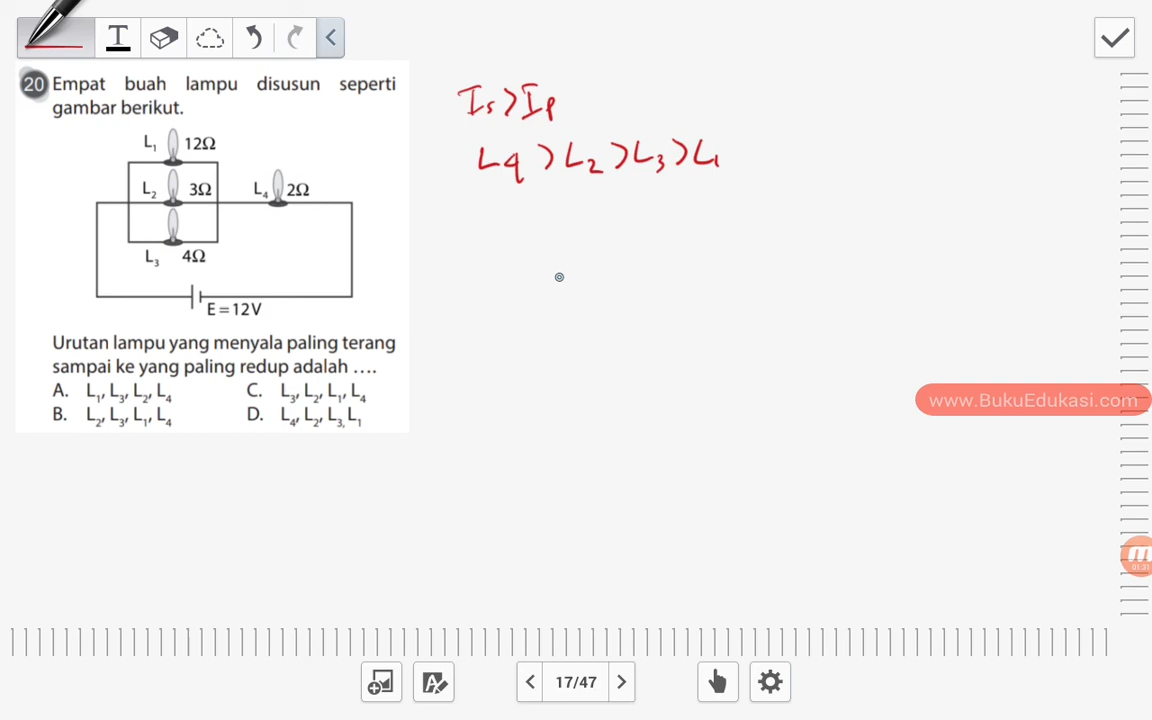 T
20 Empat buah lampu disusun seperti
gambar berikut.
L₁ 12Ω
L₂ 3Ω L₄ 2Ω
L₃ 4Ω
E = 12V
Urutan lampu yang menyala paling terang
sampai ke yang paling redup adalah ....
A. L₁, L₃, L₂, L₄ C. L₃, L₂, L₁, L₄
B. L₂, L₃, L₁, L₄ D. L₄, L₂, L₃, L₁
Is > Ip
L4 > L₂ > L₃ > L₁
www.BukuEdukasi.com
01:31
17/47